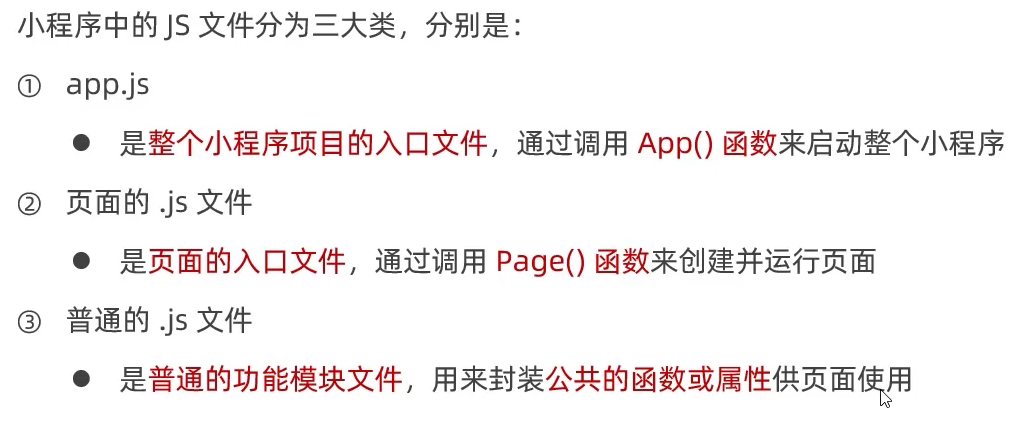 小程序中的 JS 文件分为三大类，分别是：
① app.js
● 是整个小程序项目的入口文件，通过调用 App() 函数来启动整个小程序
② 页面的 .js 文件
● 是页面的入口文件，通过调用 Page() 函数来创建并运行页面
③ 普通的 .js 文件
● 是普通的功能模块文件，用来封装公共的函数或属性供页面使用